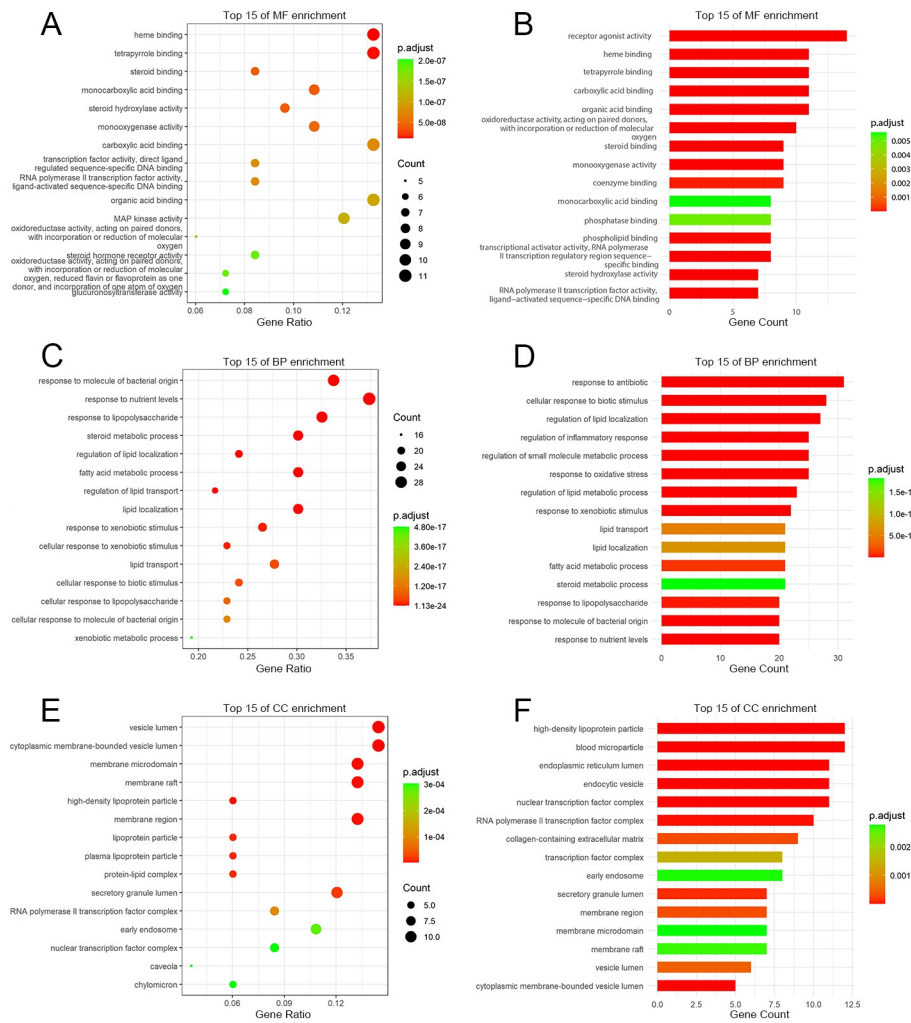 A
Top 15 of MF enrichment
heme binding
tetrapyrrole binding
steroid binding
monocarboxylic acid binding
steroid hydroxylase activity
monooxygenase activity
carboxylic acid binding
transcription factor activity, direct ligand
regulated sequence-specific DNA binding
RNA polymerase II transcription factor activity,
ligand-activated sequence-specific DNA binding
organic acid binding
MAP kinase activity
oxidoreductase activity, acting on paired donors,
with incorporation or reduction of molecular
oxygen
steroid hormone receptor activity
oxidoreductase activity, acting on paired donors,
with incorporation or reduction of molecular
oxygen, reduced flavin or flavoprotein as one
donor, and incorporation of one atom of oxygen
glucuronosyltransferase activity
0.06 0.08 0.10 0.12
Gene Ratio
p.adjust
2.0e-07
1.5e-07
1.0e-07
5.0e-08
Count
5
6
7
8
9
10
11
B
Top 15 of MF enrichment
receptor agonist activity
heme binding
tetrapyrrole binding
carboxylic acid binding
organic acid binding
oxidoreductase activity, acting on paired donors,
with incorporation or reduction of molecular
oxygen
steroid binding
monooxygenase activity
coenzyme binding
monocarboxylic acid binding
phosphatase binding
phospholipid binding
transcriptional activator activity, RNA polymerase
II transcription regulatory region sequence−
specific binding
steroid hydroxylase activity
RNA polymerase II transcription factor activity,
ligand−activated sequence−specific DNA binding
0 5 10
Gene Count
p.adjust
0.005
0.004
0.003
0.002
0.001
C
Top 15 of BP enrichment
response to molecule of bacterial origin
response to nutrient levels
response to lipopolysaccharide
steroid metabolic process
regulation of lipid localization
fatty acid metabolic process
regulation of lipid transport
lipid localization
response to xenobiotic stimulus
cellular response to xenobiotic stimulus
lipid transport
cellular response to biotic stimulus
cellular response to lipopolysaccharide
cellular response to molecule of bacterial origin
xenobiotic metabolic process
0.20 0.25 0.30 0.35
Gene Ratio
Count
16
20
24
28
p.adjust
4.80e-17
3.60e-17
2.40e-17
1.20e-17
1.13e-24
D
Top 15 of BP enrichment
response to antibiotic
cellular response to biotic stimulus
regulation of lipid localization
regulation of inflammatory response
regulation of small molecule metabolic process
response to oxidative stress
regulation of lipid metabolic process
response to xenobiotic stimulus
lipid transport
lipid localization
fatty acid metabolic process
steroid metabolic process
response to lipopolysaccharide
response to molecule of bacterial origin
response to nutrient levels
0 10 20 30
Gene Count
p.adjust
1.5e-1
1.0e-1
5.0e-1
E
Top 15 of CC enrichment
vesicle lumen
cytoplasmic membrane-bounded vesicle lumen
membrane microdomain
membrane raft
high-density lipoprotein particle
membrane region
lipoprotein particle
plasma lipoprotein particle
protein-lipid complex
secretory granule lumen
RNA polymerase II transcription factor complex
early endosome
nuclear transcription factor complex
caveola
chylomicron
0.06 0.09 0.12
Gene Ratio
p.adjust
3e-04
2e-04
1e-04
Count
5.0
7.5
10.0
F
Top 15 of CC enrichment
high-density lipoprotein particle
blood microparticle
endoplasmic reticulum lumen
endocytic vesicle
nuclear transcription factor complex
RNA polymerase II transcription factor complex
collagen-containing extracellular matrix
transcription factor complex
early endosome
secretory granule lumen
membrane region
membrane microdomain
membrane raft
vesicle lumen
cytoplasmic membrane-bounded vesicle lumen
0.0 2.5 5.0 7.5 10.0 12.5
Gene Count
p.adjust
0.002
0.001